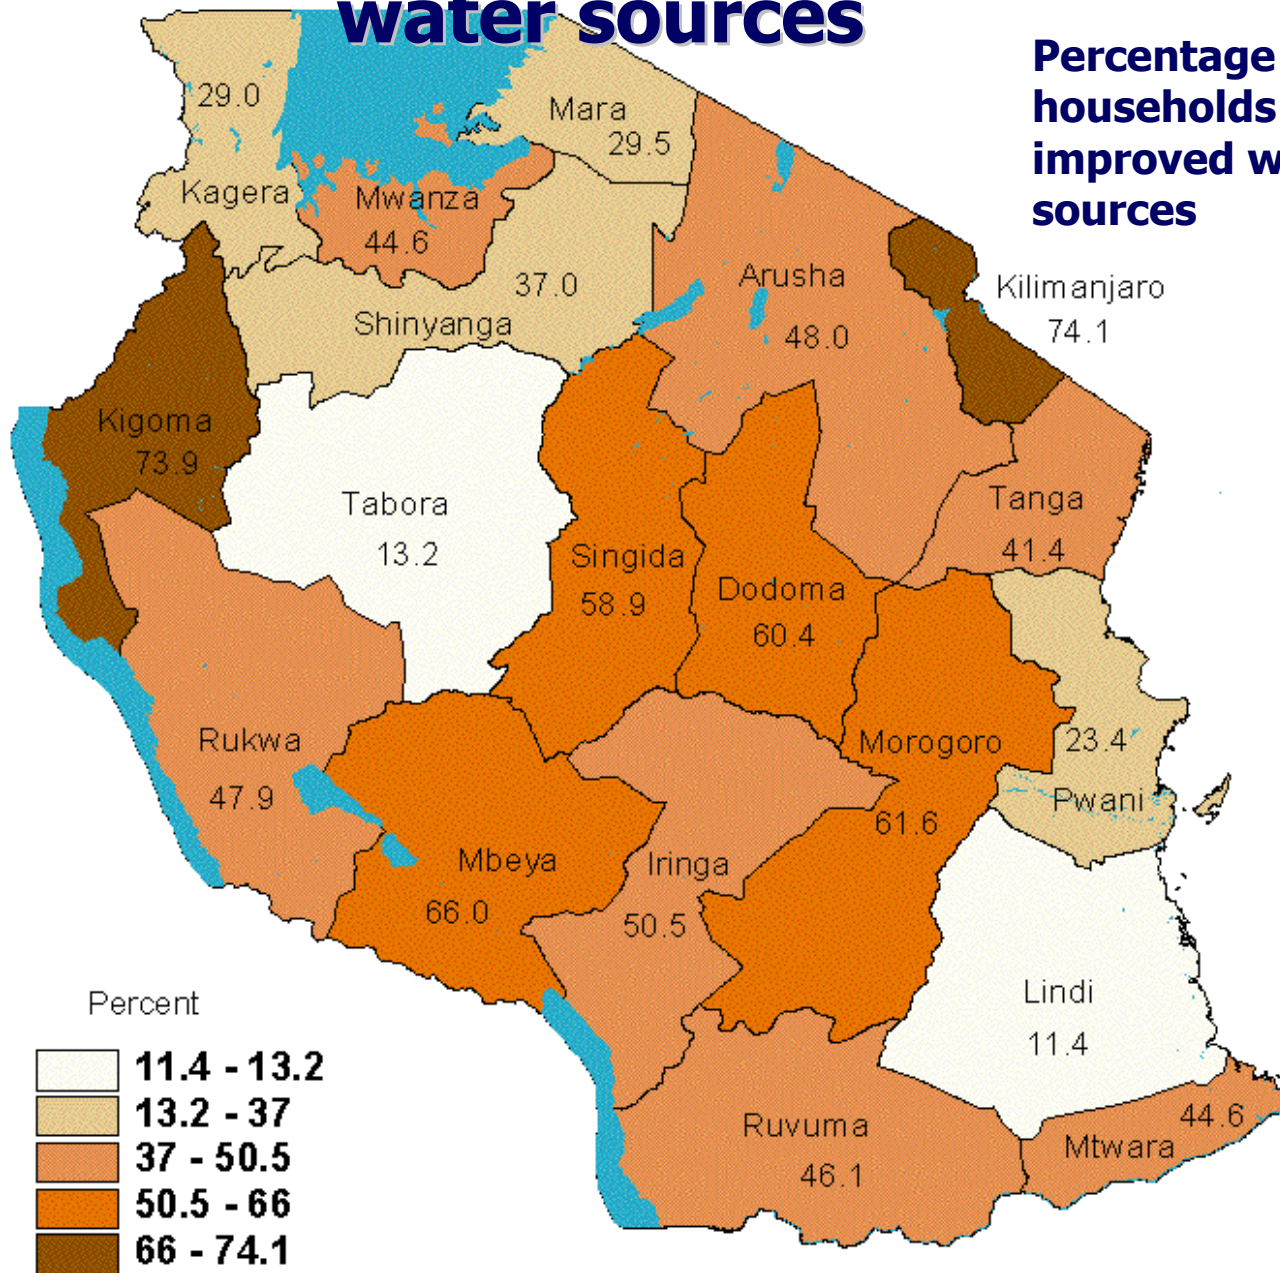 water sources
Percentage
households
improved w
sources
29.0
Kagera
Mara
29.5
Mwanza
44.6
37.0
Shinyanga
Arusha
48.0
Kilimanjaro
74.1
Kigoma
73.9
Tabora
13.2
Singida
58.9
Dodoma
60.4
Tanga
41.4
Rukwa
47.9
Morogoro
61.6
23.4
Pwani
Mbeya
66.0
Iringa
50.5
Lindi
11.4
Ruvuma
46.1
44.6
Mtwara
Percent
11.4 - 13.2
13.2 - 37
37 - 50.5
50.5 - 66
66 - 74.1